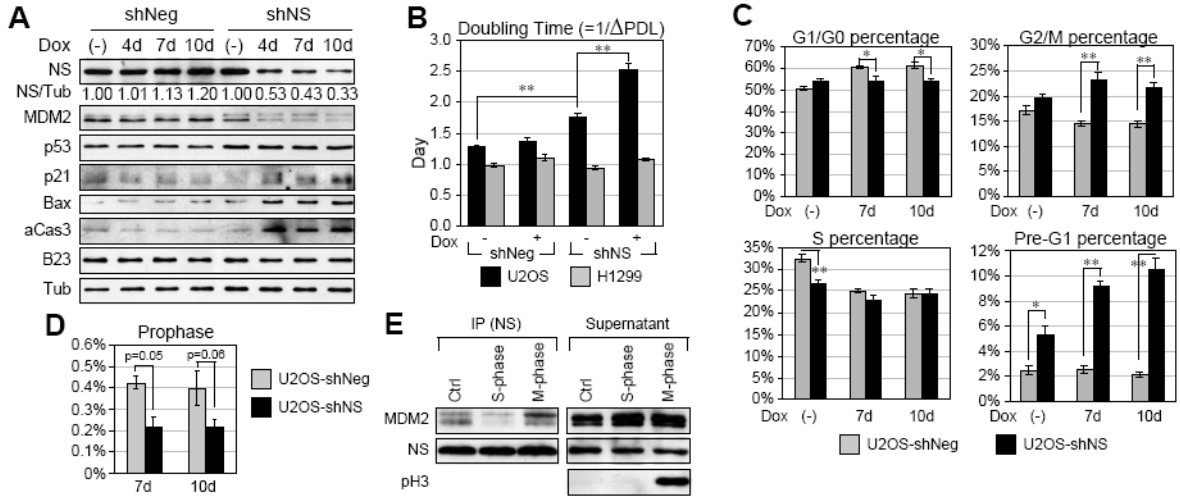 A
shNeg shNS
Dox (-) 4d 7d 10d (-) 4d 7d 10d
NS
NS/Tub 1.00 1.01 1.13 1.20 1.00 0.53 0.43 0.33
MDM2
p53
p21
Bax
aCas3
B23
Tub
B
Doubling Time (=1/ΔPDL)
3.0
2.5
2.0
1.5
1.0
0.5
0.0
Day
**
**
Dox - + - +
shNeg shNS
U2OS H1299
C
G1/G0 percentage
70%
60%
50%
40%
30%
20%
10%
0%
* *
Dox (-) 7d 10d
G2/M percentage
30%
25%
20%
15%
10%
5%
0%
** **
Dox (-) 7d 10d
S percentage
35%
30%
25%
20%
15%
10%
5%
0%
**
Dox (-) 7d 10d
Pre-G1 percentage
12%
10%
8%
6%
4%
2%
0%
* ** **
Dox (-) 7d 10d
U2OS-shNeg U2OS-shNS
D
Prophase
0.6%
0.5%
0.4%
0.3%
0.2%
0.1%
0%
p=0.05 p=0.06
7d 10d
U2OS-shNeg
U2OS-shNS
E
IP (NS) Supernatant
Ctrl S-phase M-phase Ctrl S-phase M-phase
MDM2
NS
pH3